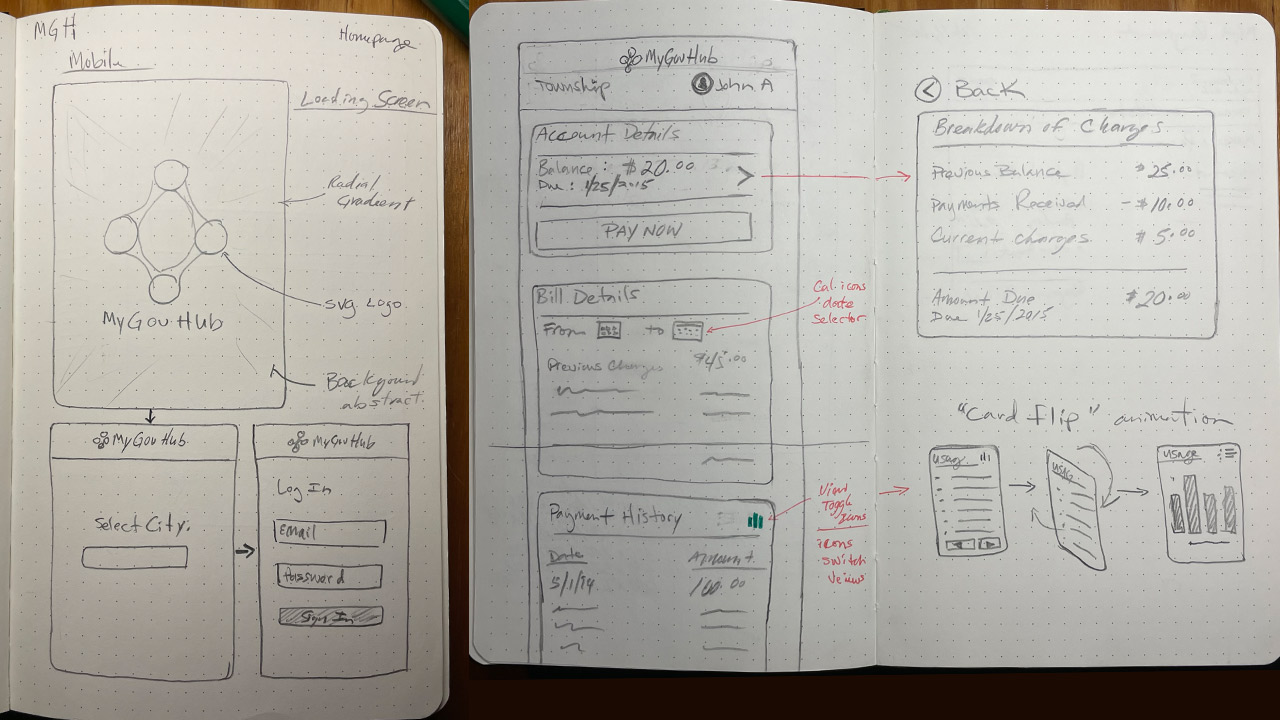 MGH
Homepage
Mobile
Loading Screen
Radial
Gradient
SVG Logo
MyGovHub
Background
abstract.
MyGovHub
Select City.
MyGovHub
Log In
Email
Password
Sign In
MyGovHub
Township
John A
Account Details
Balance: $20.00
Due: 1/25/2015
>
PAY NOW
Bill Details
From to
Previous Charges $45.00
Cal. icons
date
selector
Payment History
Date Amount
5/1/14 100.00
View
Toggle
Icons
icons
switch
views
< Back
Breakdown of Charges
Previous Balance $25.00
Payments Received -$10.00
Current Charges $5.00
Amount Due $20.00
Due 1/25/2015
"Card Flip" animation
Usage
Usage
Usage